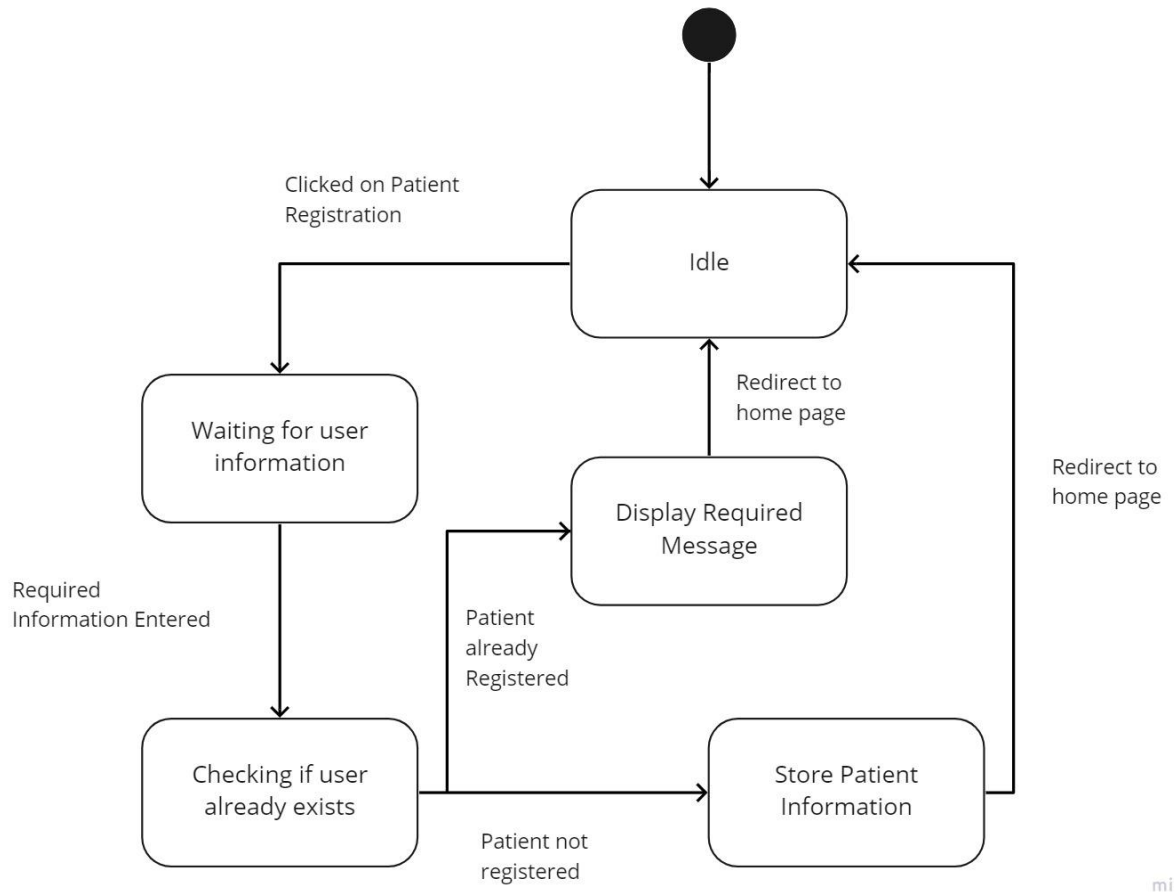 Clicked on Patient
Registration
Idle
Redirect to
home page
Waiting for user
information
Redirect to
home page
Display Required
Message
Required
Information Entered
Patient
already
Registered
Checking if user
already exists
Store Patient
Information
Patient not
registered
mi